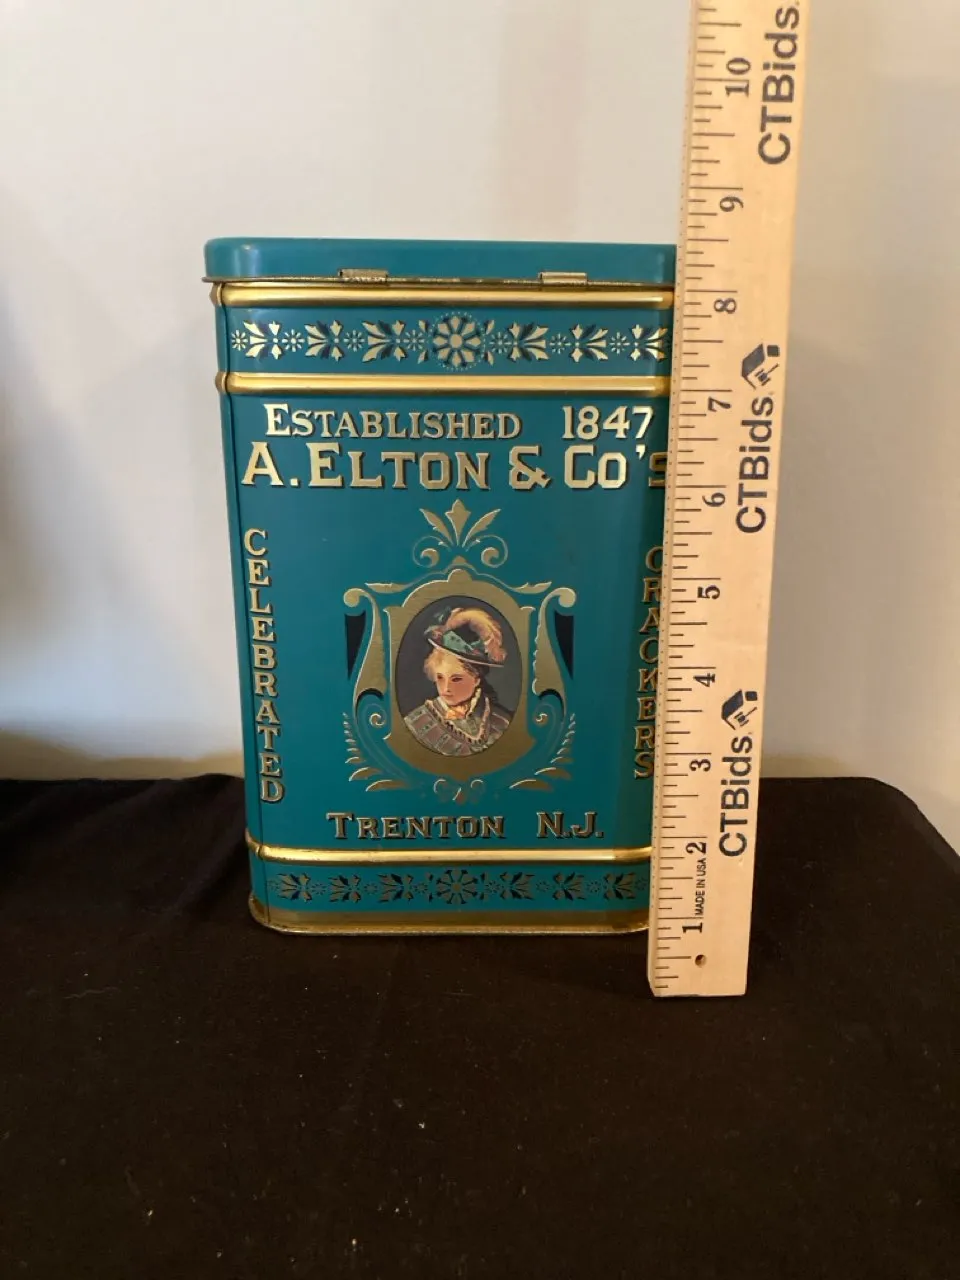 ESTABLISHED 1847
A. ELTON & CO'S
CELEBRATED
CRACKERS
TRENTON N.J.
10
CTBids.
9
8
7
CTBids.
6
5
4
3
CTBids.
2
MADE IN USA
1